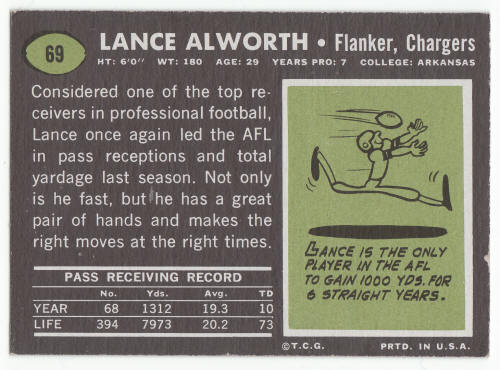 69
LANCE ALWORTH • Flanker, Chargers
HT: 6'0" WT: 180 AGE: 29 YEARS PRO: 7 COLLEGE: ARKANSAS
Considered one of the top re-
ceivers in professional football,
Lance once again led the AFL
in pass receptions and total
yardage last season. Not only
is he fast, but he has a great
pair of hands and makes the
right moves at the right times.
PASS RECEIVING RECORD
No. Yds. Avg. TD
YEAR 68 1312 19.3 10
LIFE 394 7973 20.2 73
LANCE IS THE ONLY
PLAYER IN THE AFL
TO GAIN 1000 YDS. FOR
6 STRAIGHT YEARS.
©T.C.G. PRTD. IN U.S.A.